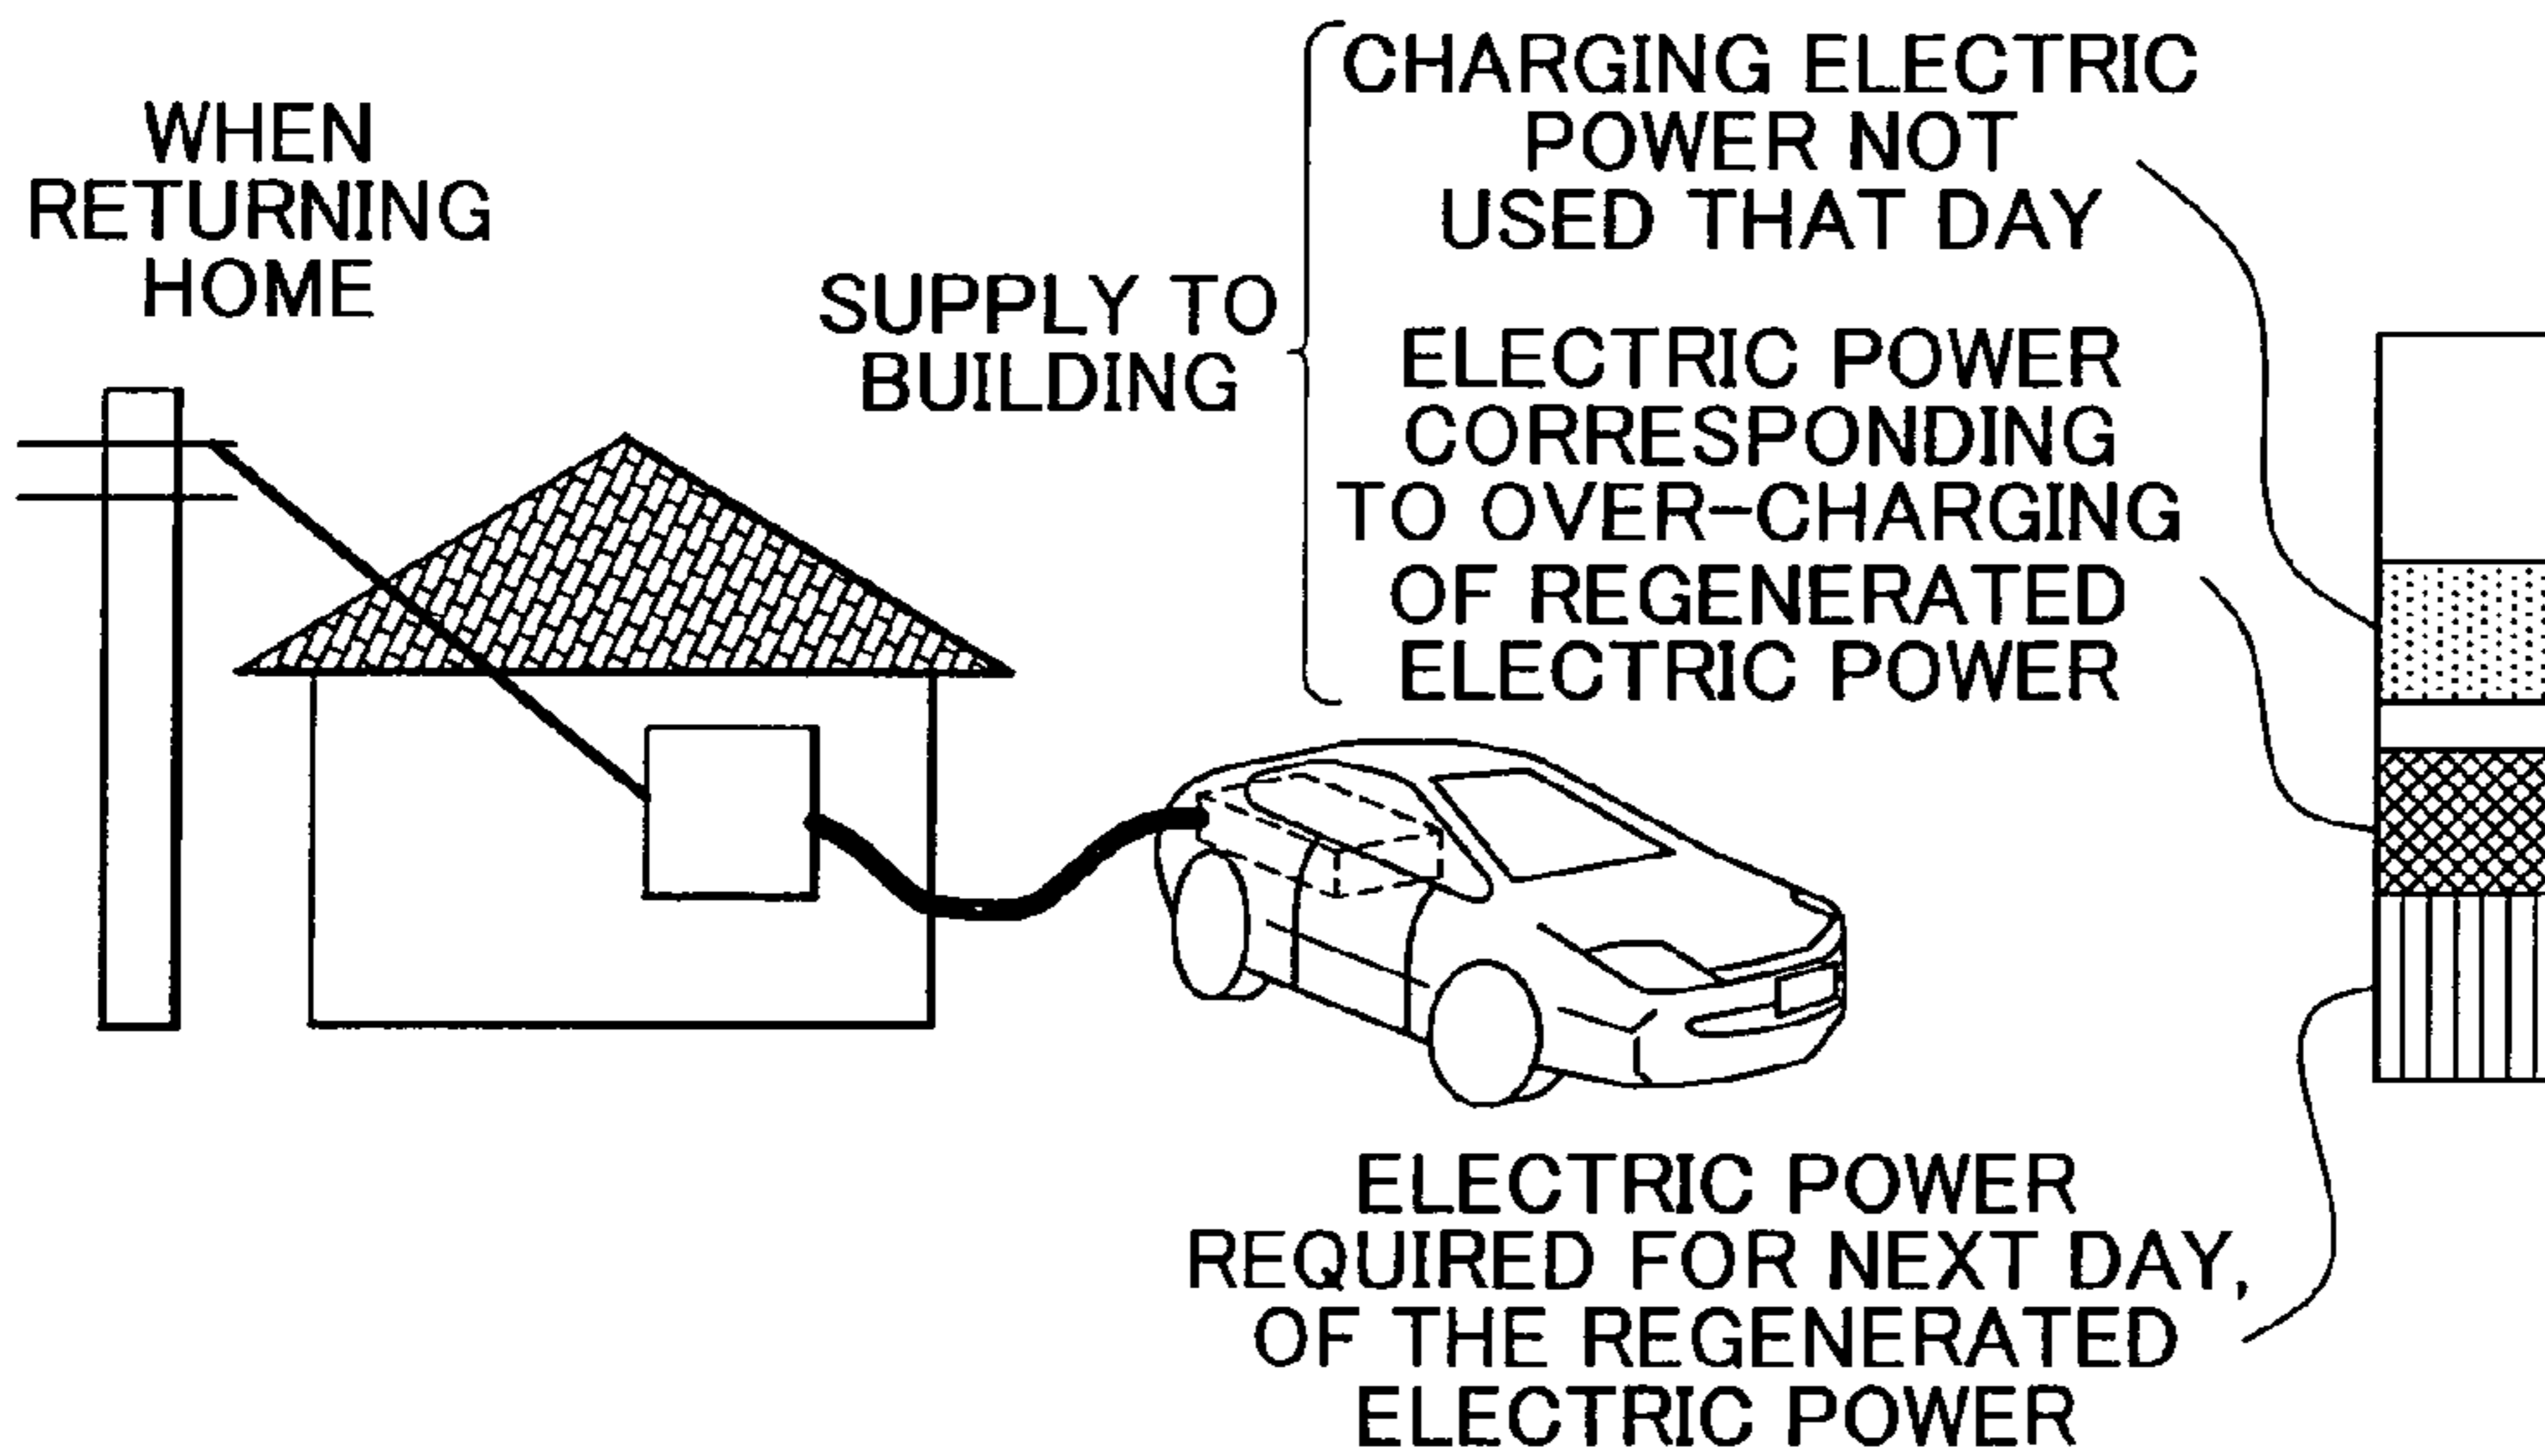 WHEN
RETURNING
HOME
SUPPLY TO
BUILDING
CHARGING ELECTRIC
POWER NOT
USED THAT DAY
ELECTRIC POWER
CORRESPONDING
TO OVER-CHARGING
OF REGENERATED
ELECTRIC POWER
ELECTRIC POWER
REQUIRED FOR NEXT DAY,
OF THE REGENERATED
ELECTRIC POWER